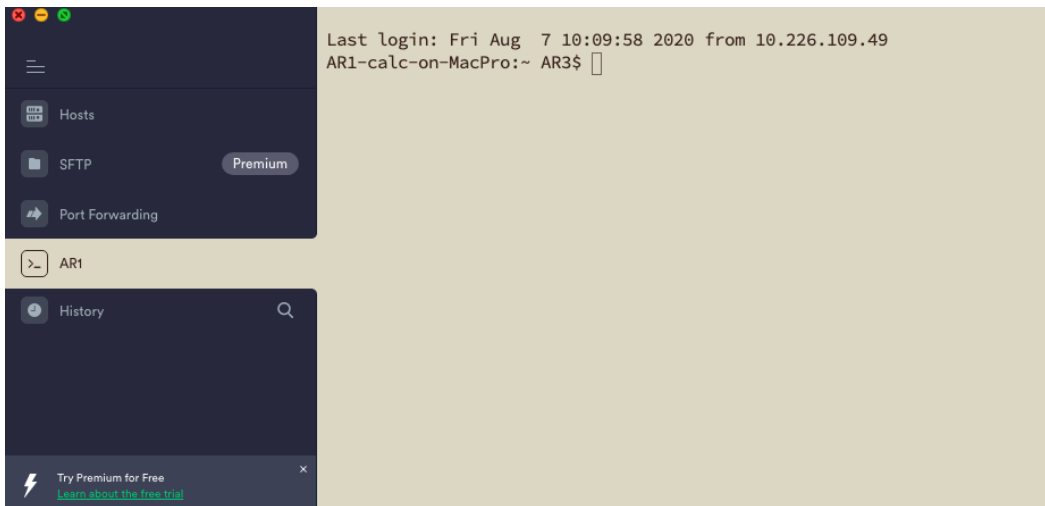 Hosts
SFTP Premium
Port Forwarding
AR1
History
Try Premium for Free
Learn about the free trial
Last login: Fri Aug  7 10:09:58 2020 from 10.226.109.49
AR1-calc-on-MacPro:~ AR3$